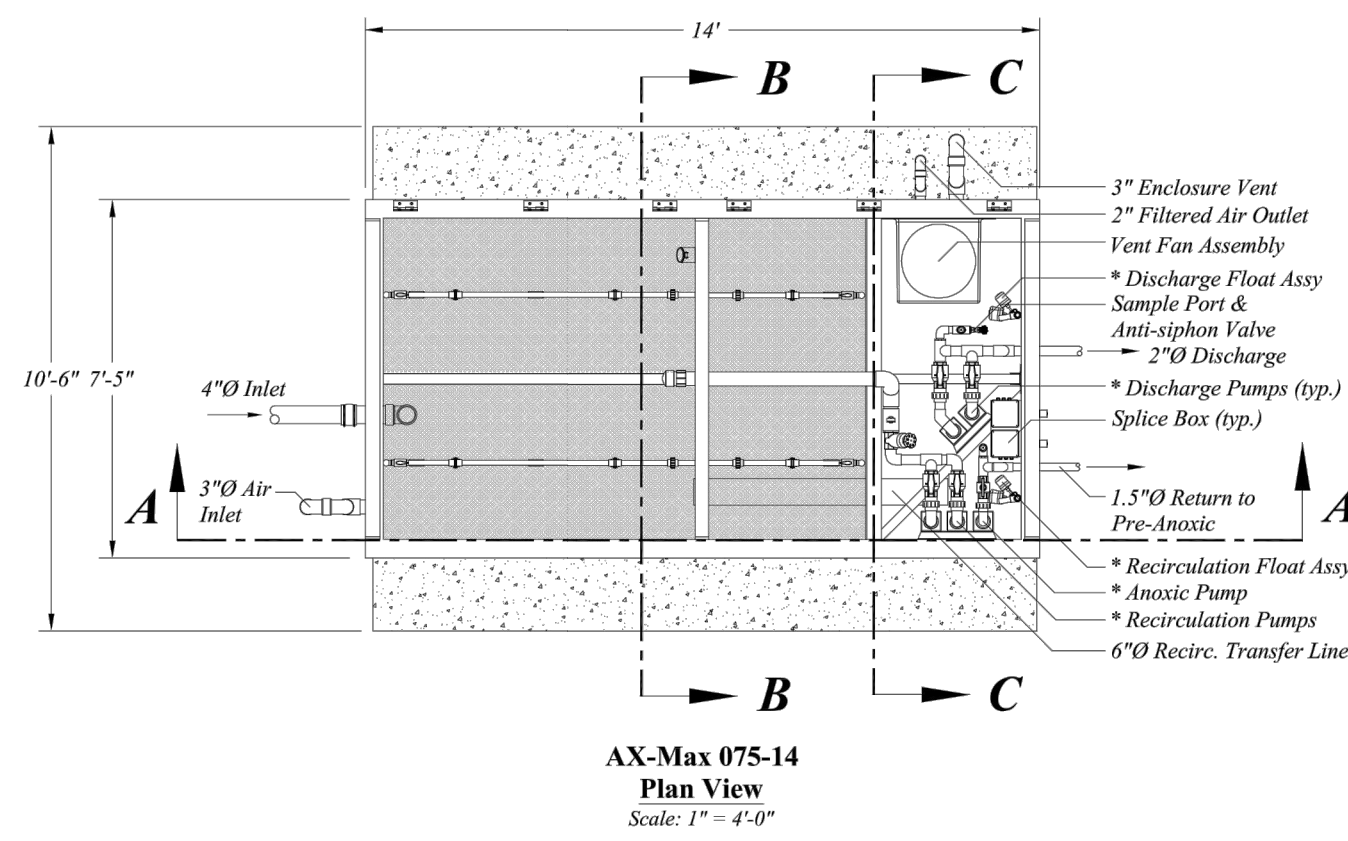 14'
B
C
3" Enclosure Vent
2" Filtered Air Outlet
Vent Fan Assembly
* Discharge Float Assy
Sample Port &
Anti-siphon Valve
2"Ø Discharge
10'-6" 7'-5"
4"Ø Inlet
* Discharge Pumps (typ.)
Splice Box (typ.)
3"Ø Air
Inlet
A
1.5"Ø Return to
Pre-Anoxic
A
* Recirculation Float Assy
* Anoxic Pump
* Recirculation Pumps
6"Ø Recirc. Transfer Line
B
C
AX-Max 075-14
Plan View
Scale: 1" = 4'-0"